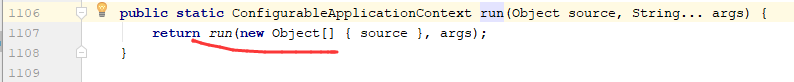 1106 public static ConfigurableApplicationContext run(Object source, String... args) {
1107 return run(new Object[] { source }, args);
1108 }
1109